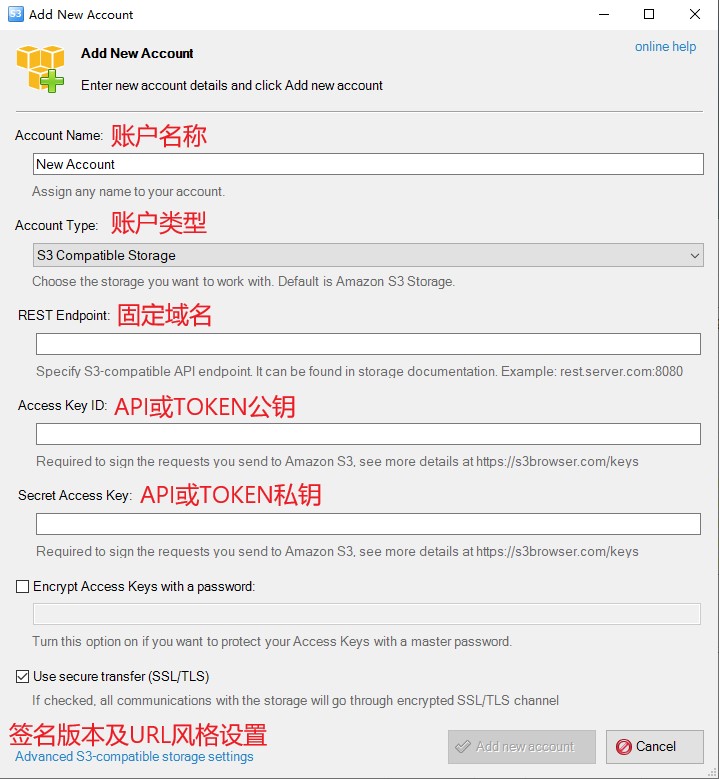 S3 Add New Account
Add New Account
online help
Enter new account details and click Add new account
Account Name: 账户名称
New Account
Assign any name to your account.
Account Type: 账户类型
S3 Compatible Storage
Choose the storage you want to work with. Default is Amazon S3 Storage.
REST Endpoint: 固定域名
Specify S3-compatible API endpoint. It can be found in storage documentation. Example: rest.server.com:8080
Access Key ID: API或TOKEN公钥
Required to sign the requests you send to Amazon S3, see more details at https://s3browser.com/keys
Secret Access Key: API或TOKEN私钥
Required to sign the requests you send to Amazon S3, see more details at https://s3browser.com/keys
Encrypt Access Keys with a password:
Turn this option on if you want to protect your Access Keys with a master password.
Use secure transfer (SSL/TLS)
If checked, all communications with the storage will go through encrypted SSL/TLS channel
签名版本及URL风格设置
Advanced S3-compatible storage settings
Add new account
Cancel